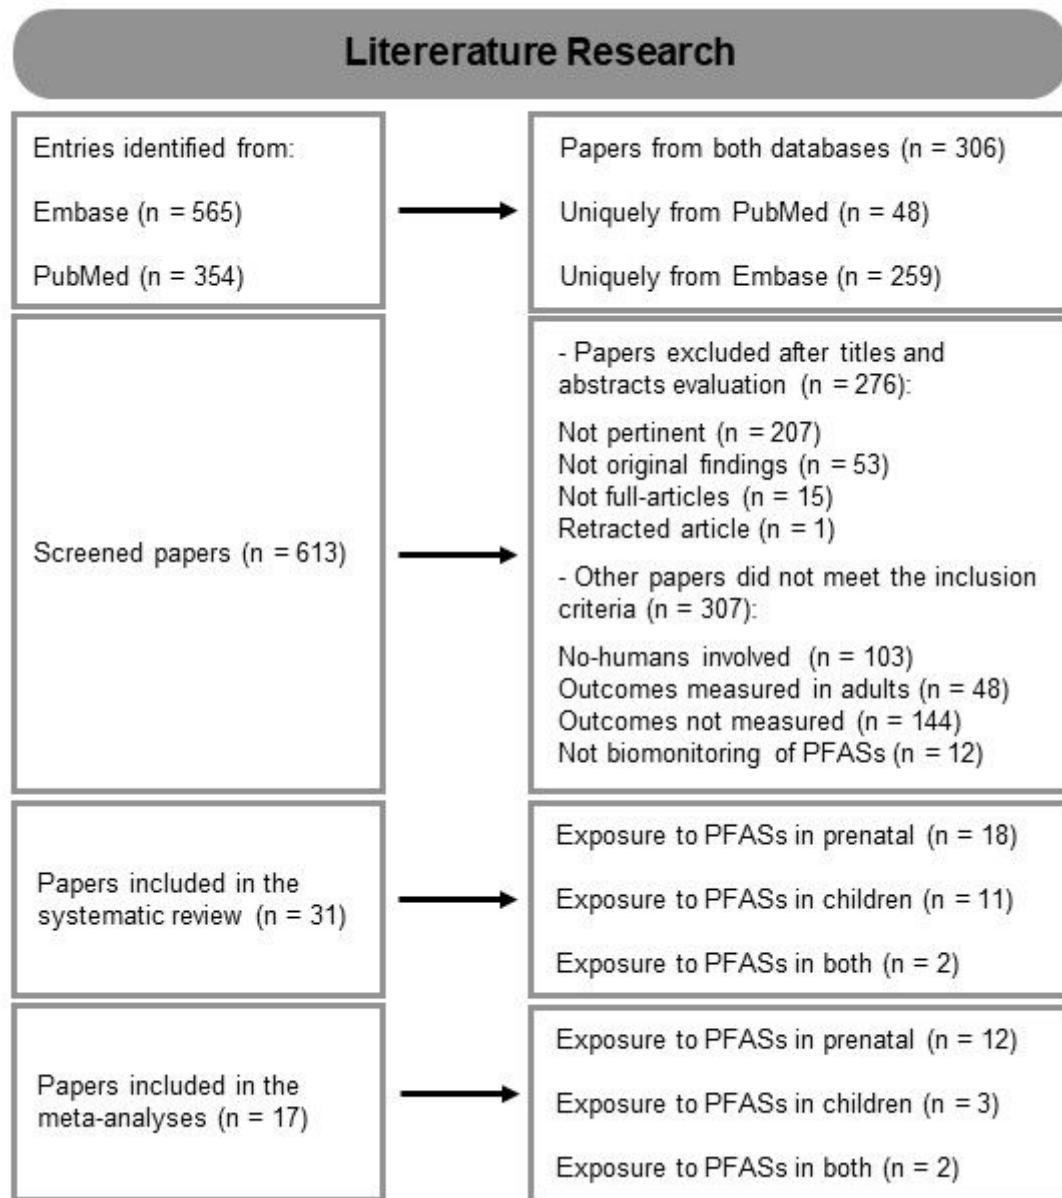 Litererature Research
Entries identified from:
Embase (n = 565)
PubMed (n = 354)
Papers from both databases (n = 306)
Uniquely from PubMed (n = 48)
Uniquely from Embase (n = 259)
Screened papers (n = 613)
- Papers excluded after titles and
abstracts evaluation (n = 276):
Not pertinent (n = 207)
Not original findings (n = 53)
Not full-articles (n = 15)
Retracted article (n = 1)
- Other papers did not meet the inclusion
criteria (n = 307):
No-humans involved (n = 103)
Outcomes measured in adults (n = 48)
Outcomes not measured (n = 144)
Not biomonitoring of PFASs (n = 12)
Papers included in the
systematic review (n = 31)
Exposure to PFASs in prenatal (n = 18)
Exposure to PFASs in children (n = 11)
Exposure to PFASs in both (n = 2)
Papers included in the
meta-analyses (n = 17)
Exposure to PFASs in prenatal (n = 12)
Exposure to PFASs in children (n = 3)
Exposure to PFASs in both (n = 2)